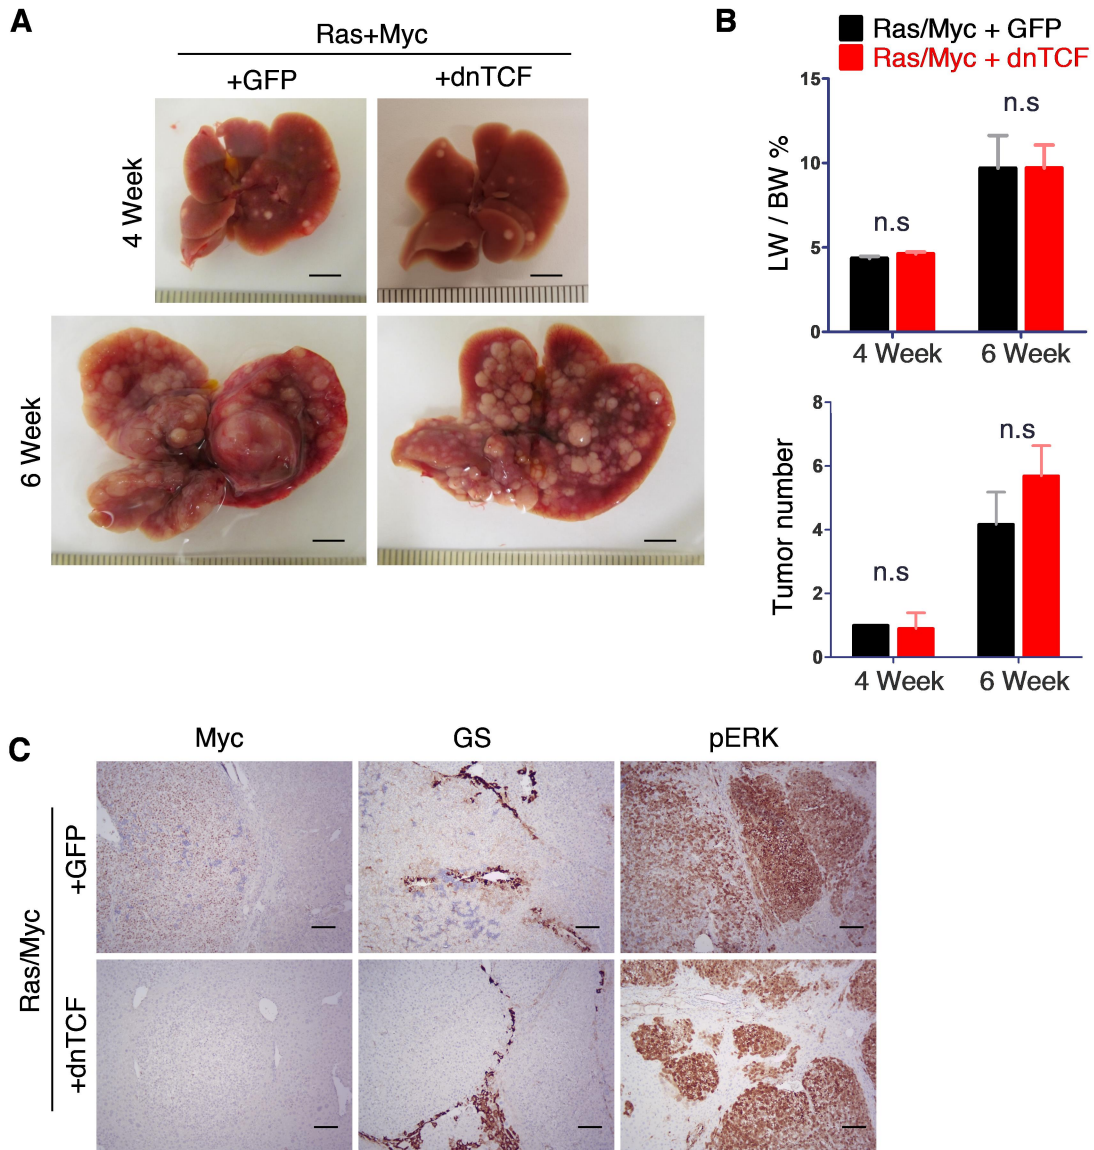 A
Ras+Myc
+GFP
+dnTCF
4 Week
6 Week
B
Ras/Myc + GFP
Ras/Myc + dnTCF
15
10
5
0
LW / BW %
n.s
n.s
4 Week
6 Week
8
6
4
2
0
Tumor number
n.s
n.s
4 Week
6 Week
C
Myc
GS
pERK
Ras/Myc
+GFP
+dnTCF